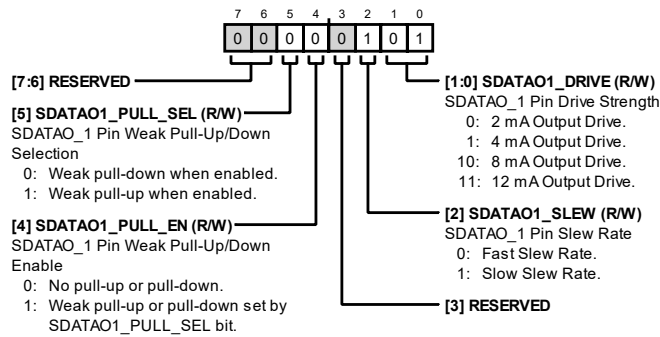 7 6 5 4 3 2 1 0
0 0 0 0 0 1 0 1
[7:6] RESERVED
[5] SDATAO1_PULL_SEL (R/W)
SDATAO_1 Pin Weak Pull-Up/Down
Selection
0: Weak pull-down when enabled.
1: Weak pull-up when enabled.
[4] SDATAO1_PULL_EN (R/W)
SDATAO_1 Pin Weak Pull-Up/Down
Enable
0: No pull-up or pull-down.
1: Weak pull-up or pull-down set by
SDATAO1_PULL_SEL bit.
[1:0] SDATAO1_DRIVE (R/W)
SDATAO_1 Pin Drive Strength
0: 2 mA Output Drive.
1: 4 mA Output Drive.
10: 8 mA Output Drive.
11: 12 mA Output Drive.
[2] SDATAO1_SLEW (R/W)
SDATAO_1 Pin Slew Rate
0: Fast Slew Rate.
1: Slow Slew Rate.
[3] RESERVED